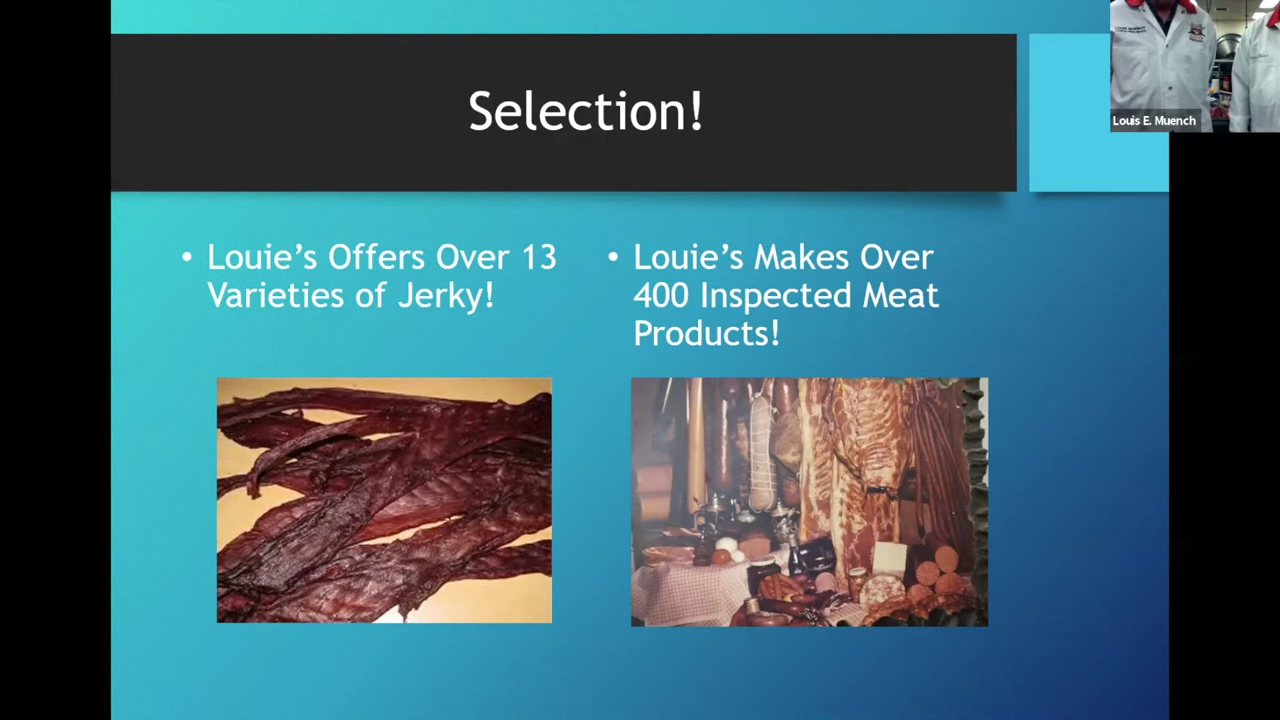 Selection!
Louis E. Muench
• Louie’s Offers Over 13
Varieties of Jerky!
• Louie’s Makes Over
400 Inspected Meat
Products!